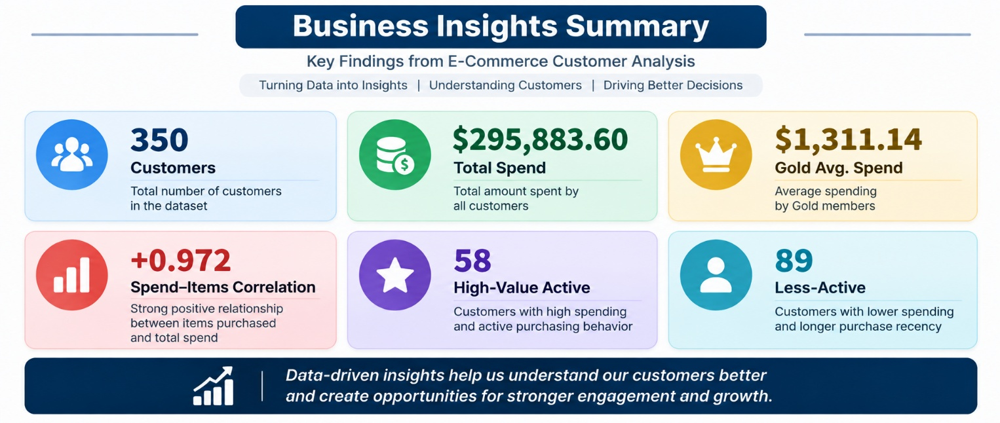 Business Insights Summary
Key Findings from E-Commerce Customer Analysis
Turning Data into Insights | Understanding Customers | Driving Better Decisions
350
Customers
Total number of customers
in the dataset
$295,883.60
Total Spend
Total amount spent by
all customers
$1,311.14
Gold Avg. Spend
Average spending
by Gold members
+0.972
Spend–Items Correlation
Strong positive relationship
between items purchased
and total spend
58
High-Value Active
Customers with high spending
and active purchasing behavior
89
Less-Active
Customers with lower spending
and longer purchase recency
Data-driven insights help us understand our customers better
and create opportunities for stronger engagement and growth.